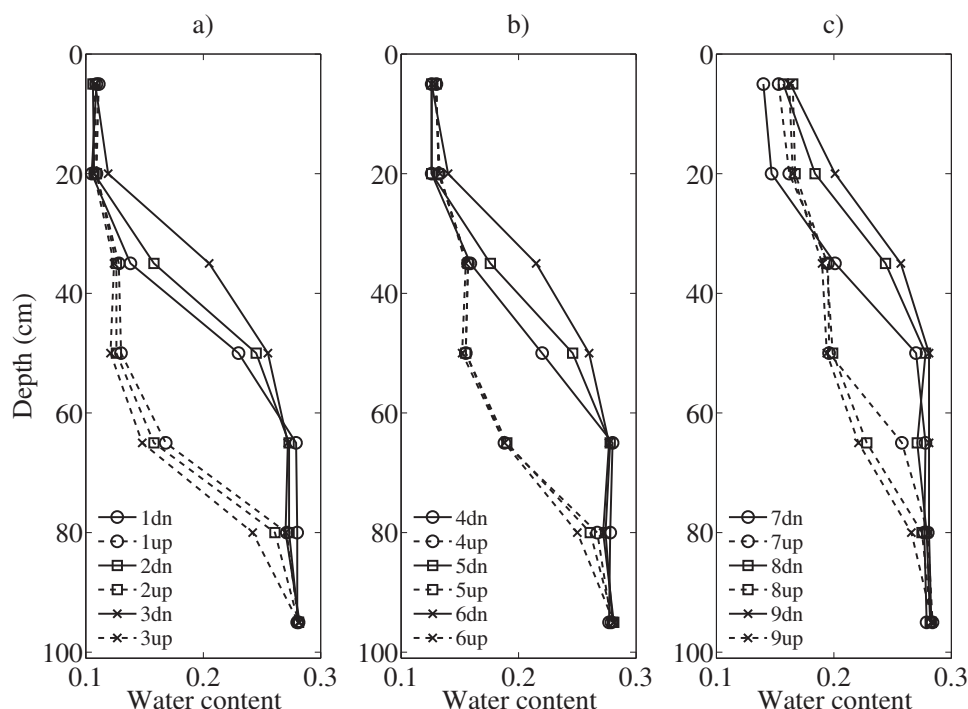 a)
0
20
40
60
80
100
Depth (cm)
1dn
1up
2dn
2up
3dn
3up
0.1
0.2
0.3
Water content
b)
0
20
40
60
80
100
4dn
4up
5dn
5up
6dn
6up
0.1
0.2
0.3
Water content
c)
0
20
40
60
80
100
7dn
7up
8dn
8up
9dn
9up
0.1
0.2
0.3
Water content